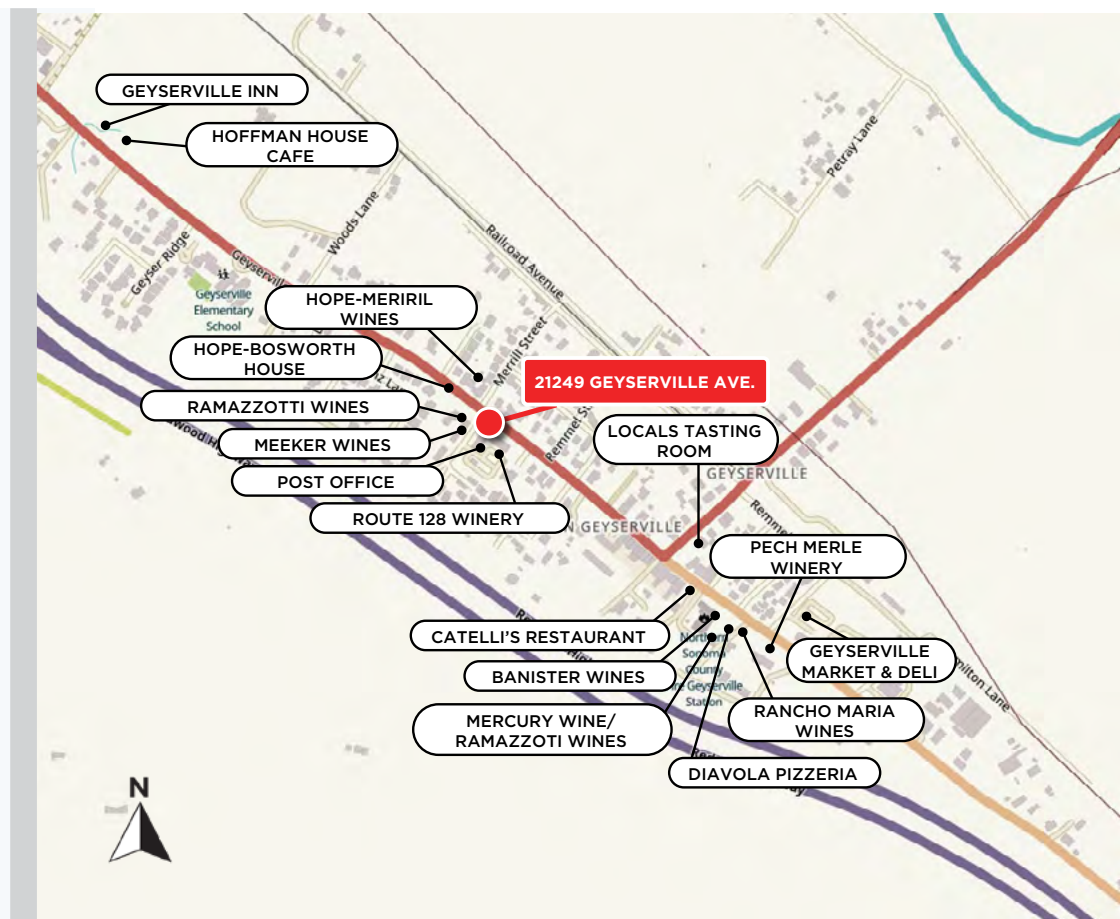 GEYSERVILLE INN
HOFFMAN HOUSE
CAFE
Petray Lane
Woods Lane
Railroad Avenue
Geyser Ridge
Geyserville
Geyserville
Elementary
School
HOPE-MERIRIL
WINES
Merrill Street
HOPE-BOSWORTH
HOUSE
21249 GEYSERVILLE AVE.
RAMAZZOTTI WINES
MEEKER WINES
LOCALS TASTING
ROOM
POST OFFICE
GEYSERVILLE
ROUTE 128 WINERY
GEYSERVILLE
PECH MERLE
WINERY
CATELLI'S RESTAURANT
Northern
Sonoma
County
Geyserville
Station
BANISTER WINES
GEYSERVILLE
MARKET & DELI
MERCURY WINE/
RAMAZZOTI WINES
RANCHO MARIA
WINES
DIAVOLA PIZZERIA
N